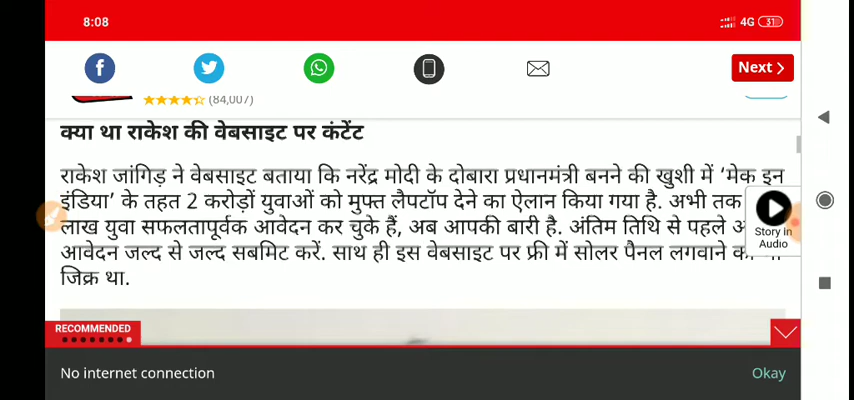 8:08
4G 31
f
Next >
(84,007)
क्या था राकेश की वेबसाइट पर कंटेंट
राकेश जांगिड़ ने वेबसाइट बताया कि नरेंद्र मोदी के दोबारा प्रधानमंत्री बनने की खुशी में ‘मेक इन
इंडिया’ के तहत 2 करोड़ों युवाओं को मुफ्त लैपटॉप देने का ऐलान किया गया है. अभी तक
लाख युवा सफलतापूर्वक आवेदन कर चुके हैं, अब आपकी बारी है. अंतिम तिथि से पहले
आवेदन जल्द से जल्द सबमिट करें. साथ ही इस वेबसाइट पर फ्री में सोलर पैनल लगवाने
जिक्र था.
Story in
Audio
RECOMMENDED
No internet connection
Okay